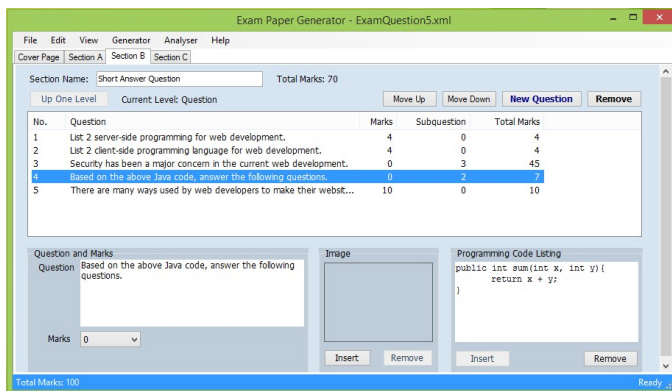 Exam Paper Generator - ExamQuestion5.xml
File Edit View Generator Analyser Help
Cover Page Section A Section B Section C
Section Name: Short Answer Question Total Marks: 70
Up One Level Current Level: Question Move Up Move Down New Question Remove
No. Question Marks Subquestion Total Marks
1 List 2 server-side programming for web development. 4 0 4
2 List 2 client-side programming language for web development. 4 0 4
3 Security has been a major concern in the current web development. 0 3 45
4 Based on the above Java code, answer the following questions. 0 2 7
5 There are many ways used by web developers to make their websit... 10 0 10
Question and Marks
Question Based on the above Java code, answer the following
questions.
Marks 0
Image
Insert Remove
Programming Code Listing
public int sum(int x, int y){
return x + y;
}
Insert Remove
Total Marks: 100 Ready